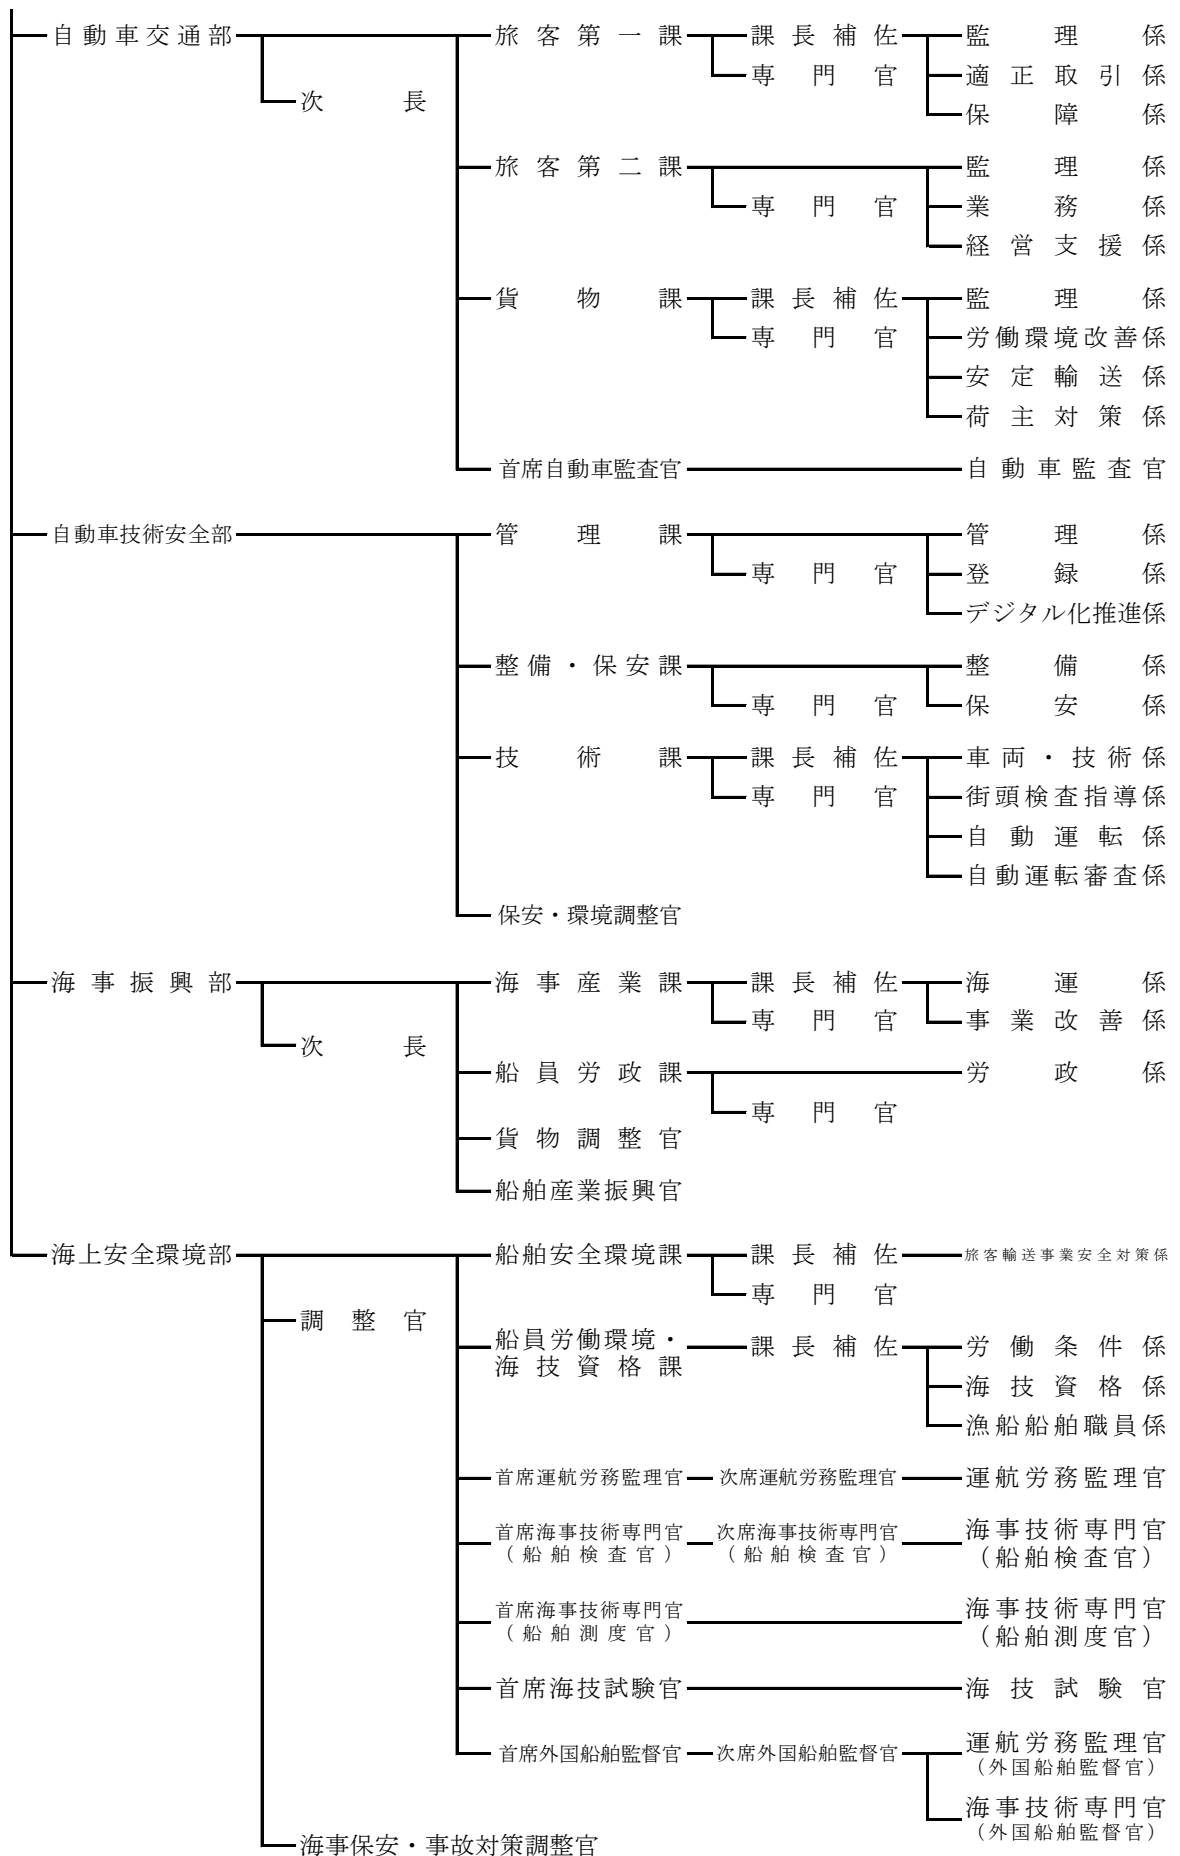 自動車交通部 旅客第一課 課長補佐 監理係
専門官 適正取引係
次長
保障係
旅客第二課 監理係
専門官 業務係
経営支援係
貨物課 課長補佐 監理係
専門官 労働環境改善係
安定輸送係
荷主対策係
首席自動車監査官 自動車監査官
自動車技術安全部 管理課 管理係
専門官 登録係
デジタル化推進係
整備・保安課 整備係
専門官 保安係
技術課 課長補佐 車両・技術係
専門官 街頭検査指導係
自動運転係
自動運転審査係
保安・環境調整官
海事振興部 海事産業課 課長補佐 海運係
専門官 事業改善係
次長
船員労政課 労政係
専門官
貨物調整官
船舶産業振興官
海上安全環境部 船舶安全環境課 課長補佐 旅客輸送事業安全対策係
専門官
調整官
船員労働環境・
海技資格課 課長補佐 労働条件係
海技資格係
漁船船舶職員係
首席運航労務監理官 次席運航労務監理官 運航労務監理官
首席海事技術専門官 次席海事技術専門官 海事技術専門官
（船舶検査官） （船舶検査官） （船舶検査官）
首席海事技術専門官 海事技術専門官
（船舶測度官） （船舶測度官）
首席海技試験官 海技試験官
首席外国船舶監督官 次席外国船舶監督官 運航労務監理官
（外国船舶監督官）
海事技術専門官
（外国船舶監督官）
海事保安・事故対策調整官